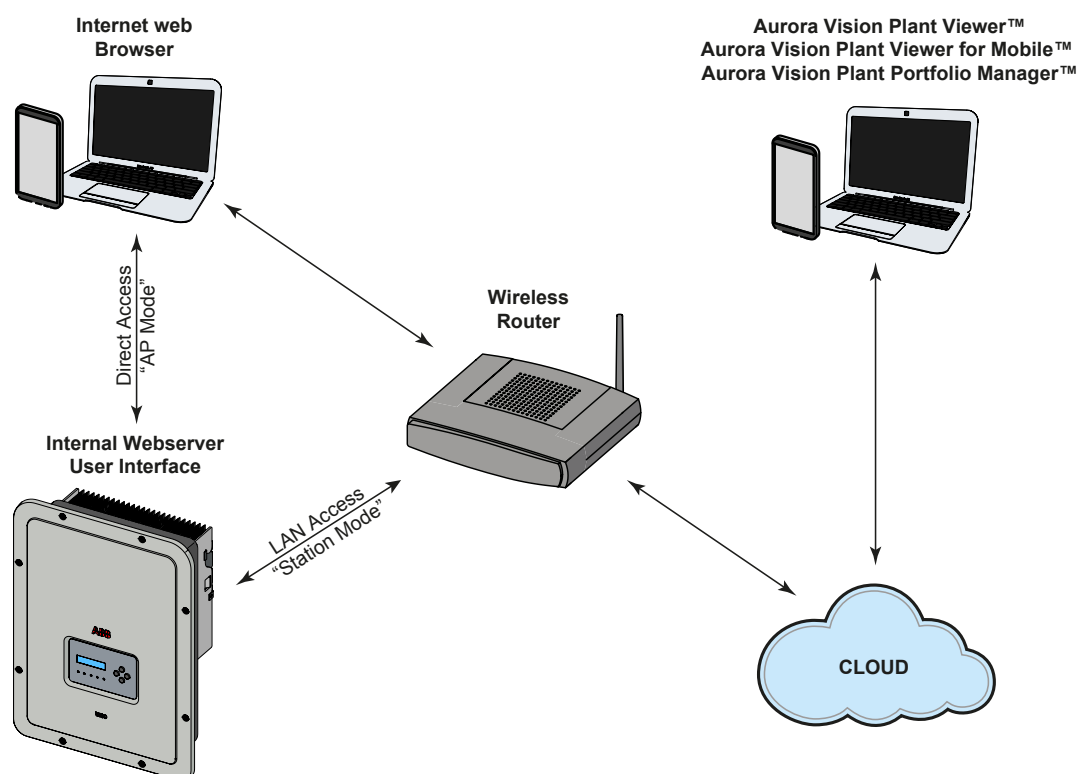 Internet web
Browser
Aurora Vision Plant Viewer™
Aurora Vision Plant Viewer for Mobile™
Aurora Vision Plant Portfolio Manager™
Direct Access
“AP Mode”
Wireless
Router
Internal Webserver
User Interface
LAN Access
“Station Mode”
ABB
CLOUD